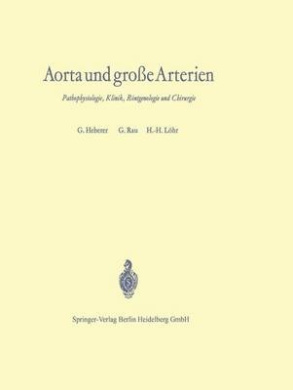 Aorta und große Arterien
Pathophysiologie, Klinik, Röntgenologie und Chirurgie
G. Heberer G. Rau H.-H. Löhr
Springer-Verlag Berlin Heidelberg GmbH